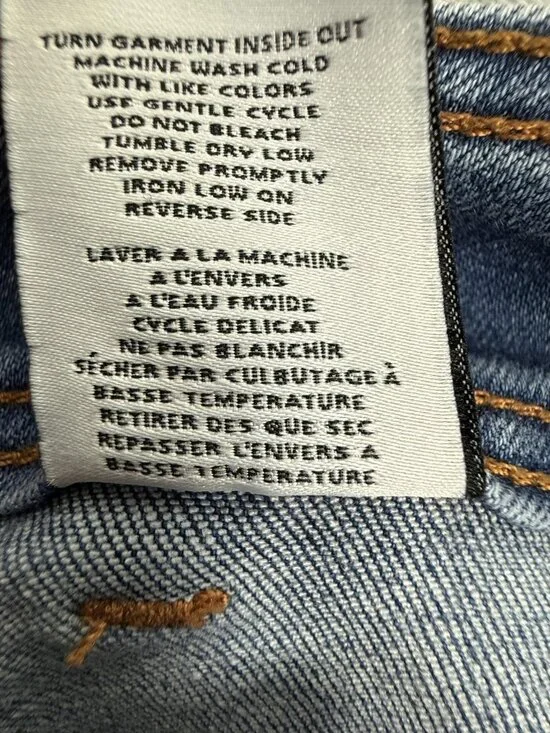 TURN GARMENT INSIDE OUT
MACHINE WASH COLD
WITH LIKE COLORS
USE GENTLE CYCLE
DO NOT BLEACH
TUMBLE DRY LOW
REMOVE PROMPTLY
IRON LOW ON
REVERSE SIDE
LAVER A LA MACHINE
A L'ENVERS
A L'EAU FROIDE
CYCLE DELICAT
NE PAS BLANCHIR
SÉCHER PAR CULBUTAGE À
BASSE TEMPERATURE
RETIRER DES QUE SEC
REPASSER L'ENVERS A
BASSE TEMPERATURE